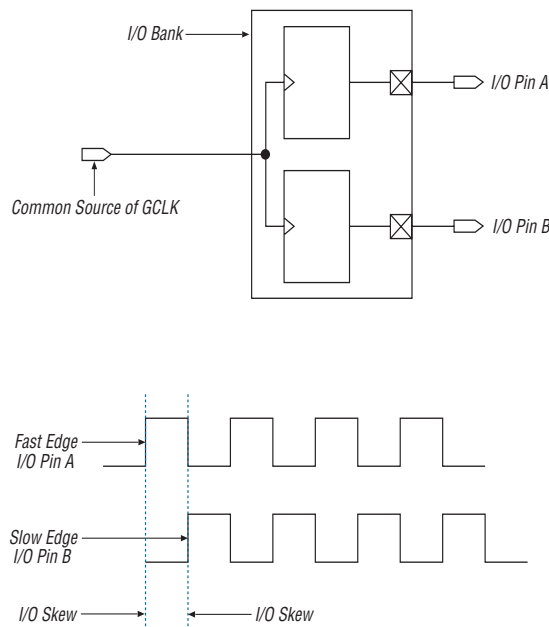 I/O Bank
I/O Pin A
Common Source of GCLK
I/O Pin B
Fast Edge
I/O Pin A
Slow Edge
I/O Pin B
I/O Skew
I/O Skew